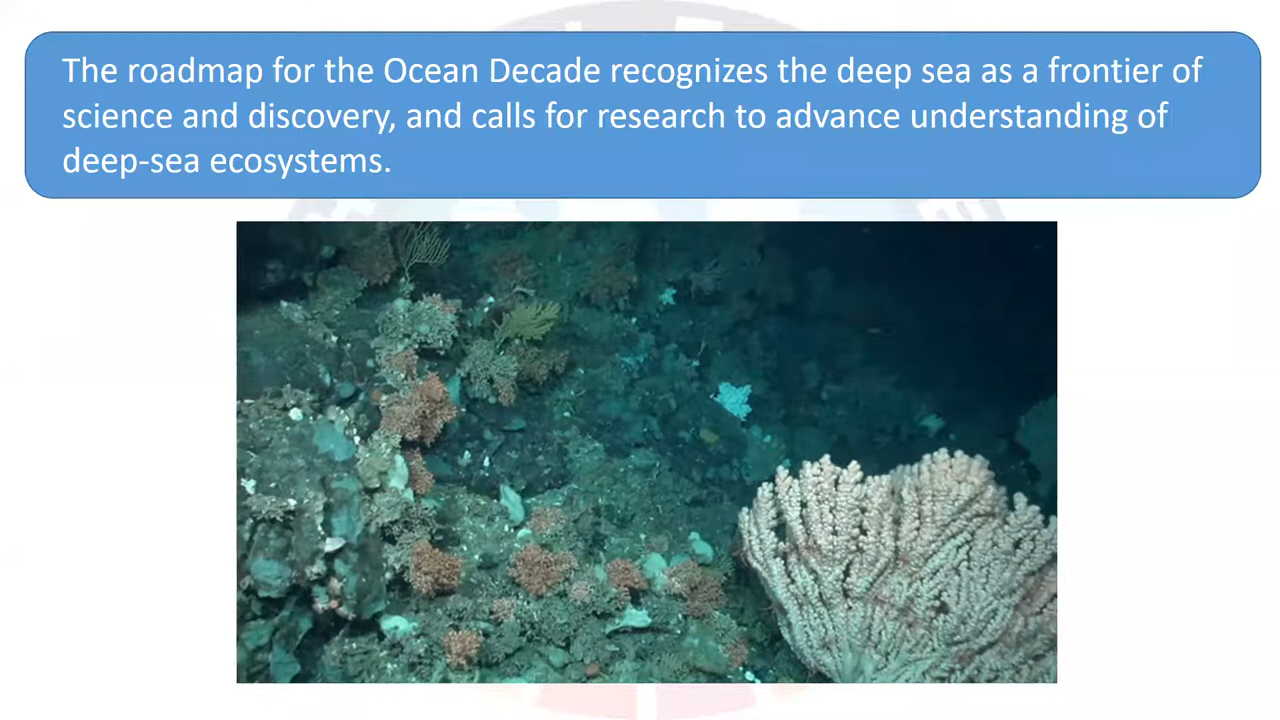 The roadmap for the Ocean Decade recognizes the deep sea as a frontier of
science and discovery, and calls for research to advance understanding of
deep-sea ecosystems.